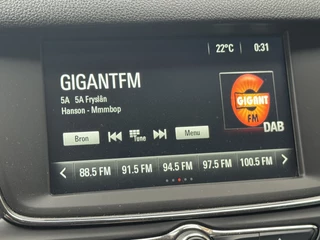 22°C 0:31
GIGANTFM
5A 5A Fryslân
Hanson - Mmmbop
GIGANT
FM
Bron Tone Menu
DAB
88.5 FM 91.5 FM 94.5 FM 97.5 FM 100.5 FM